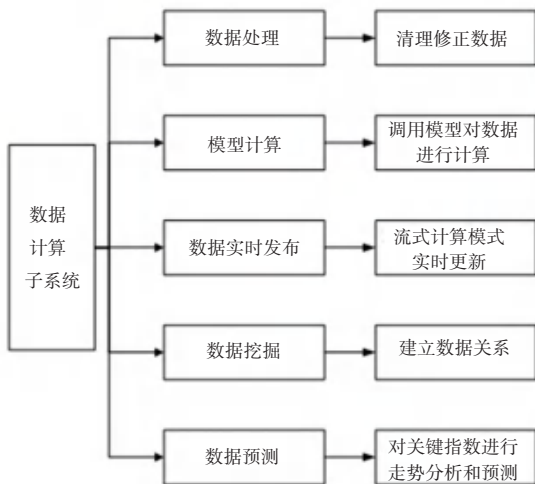 数据处理
清理修正数据
模型计算
调用模型对数据
进行计算
数据
计算
子系统
数据实时发布
流式计算模式
实时更新
数据挖掘
建立数据关系
数据预测
对关键指数进行
走势分析和预测